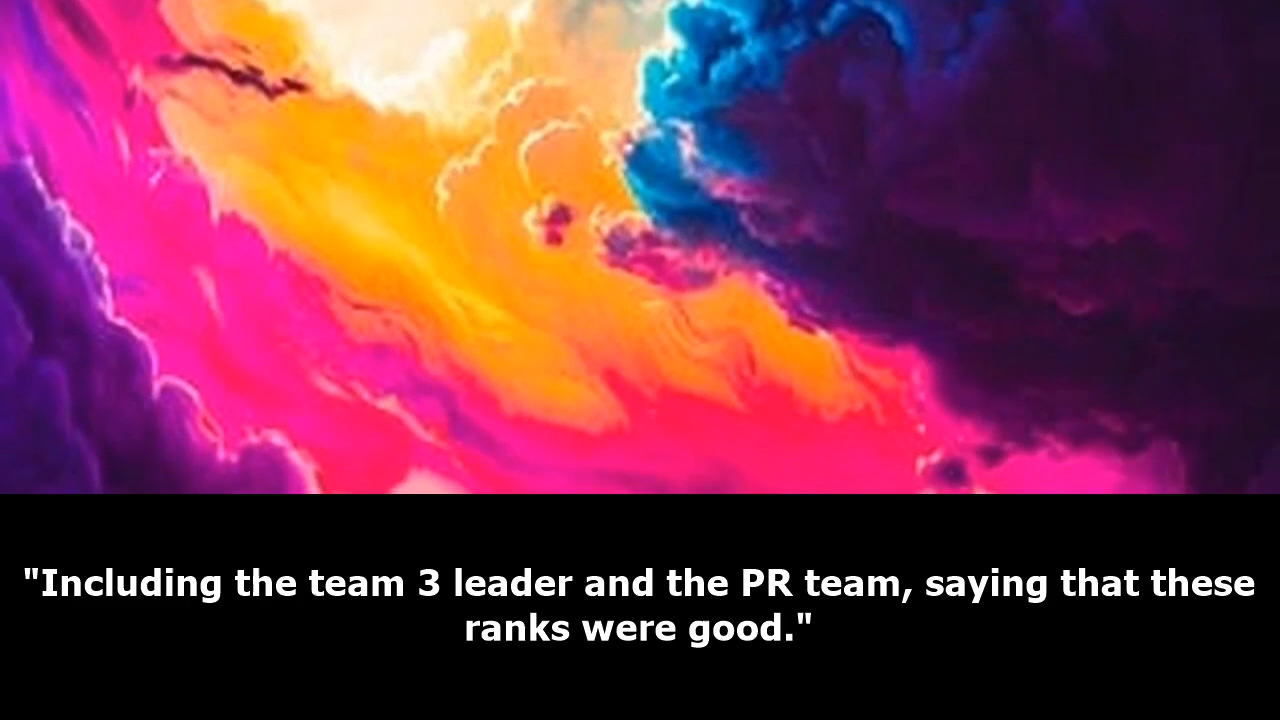 "Including the team 3 leader and the PR team, saying that these
ranks were good."